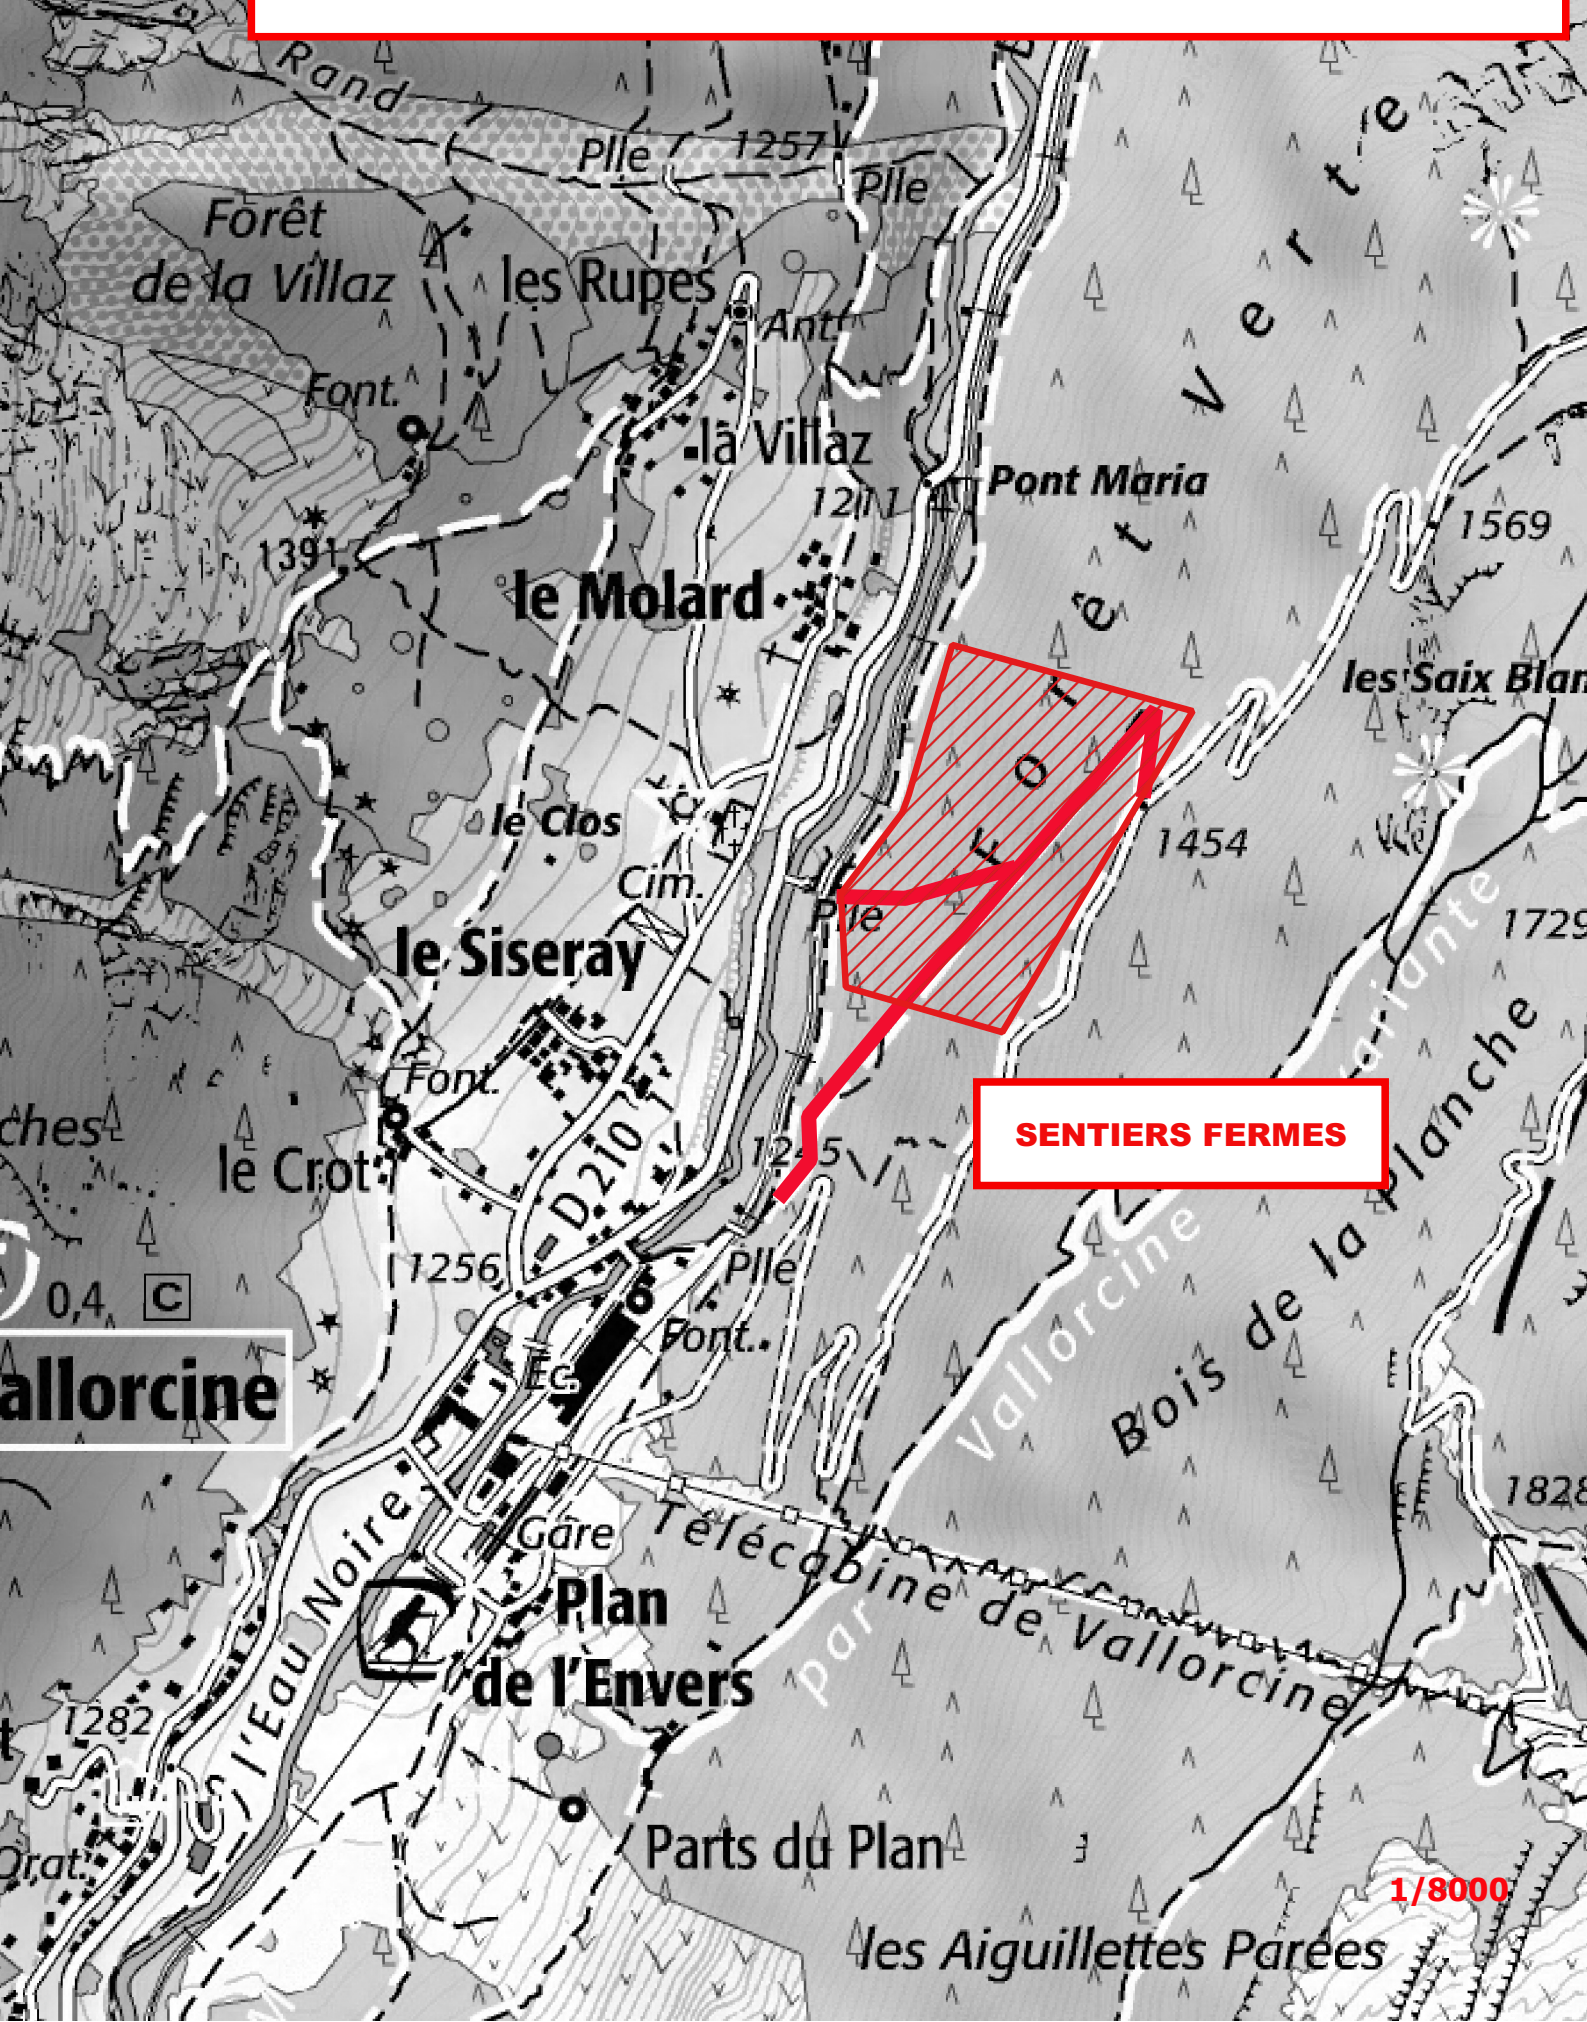 Rand
Plle
1257
Plle
Forêt
de la Villaz
les Rupes
Ant.
Font.
la Villaz
1211
Pont Maria
1569
1391
le Molard
Forêt Verte
les Saix Blan
le Clos
1454
Cim.
Plle
1729
le Siseray
Font.
ches
SENTIERS FERMES
1245
le Crot
D 210
1256
Plle
0,4
C
Font.
Ec.
allorcine
Bois de la Planche
variante
Vallorcine
par
1828
Gare
Télécabine de Vallorcine
l'Eau Noire
Plan
de l'Envers
1282
t
Orat.
Parts du Plan
1/8000
les Aiguillettes Parées